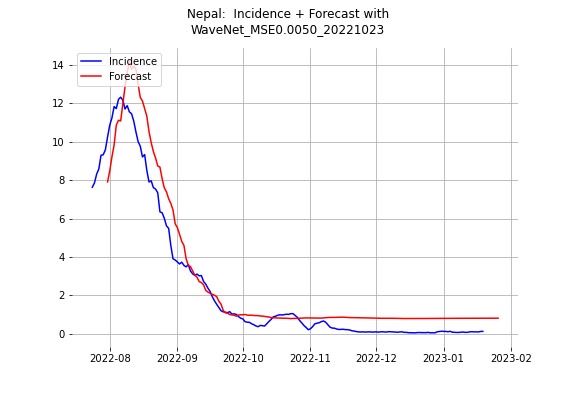 Nepal:  Incidence + Forecast with
WaveNet_MSE0.0050_20221023
Incidence
Forecast
14
12
10
8
6
4
2
0
2022-08 2022-09 2022-10 2022-11 2022-12 2023-01 2023-02